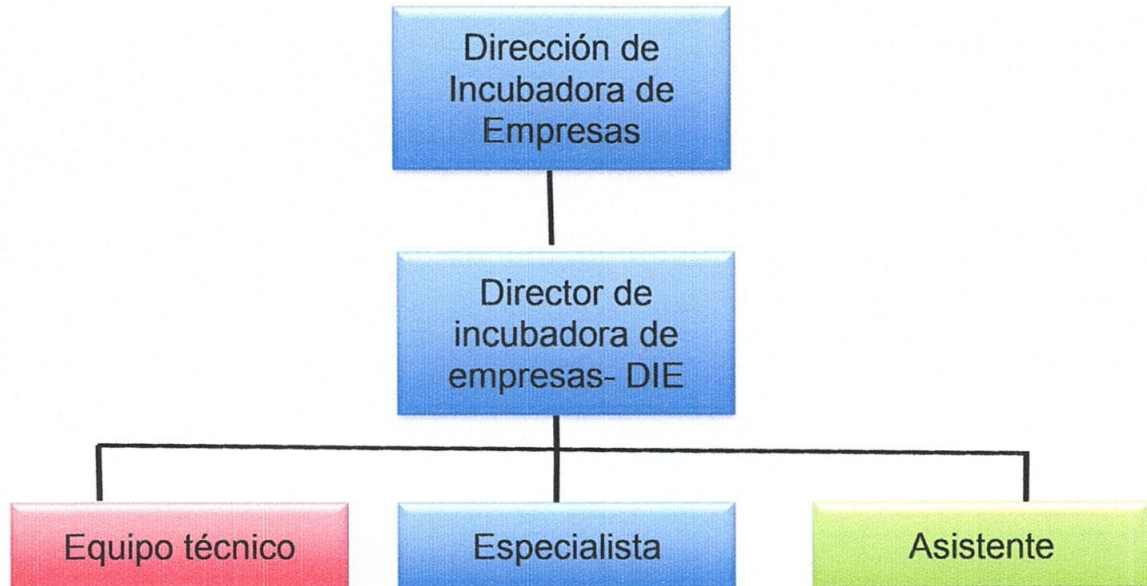 Dirección de
Incubadora de
Empresas
Director de
incubadora de
empresas- DIE
Equipo técnico
Especialista
Asistente